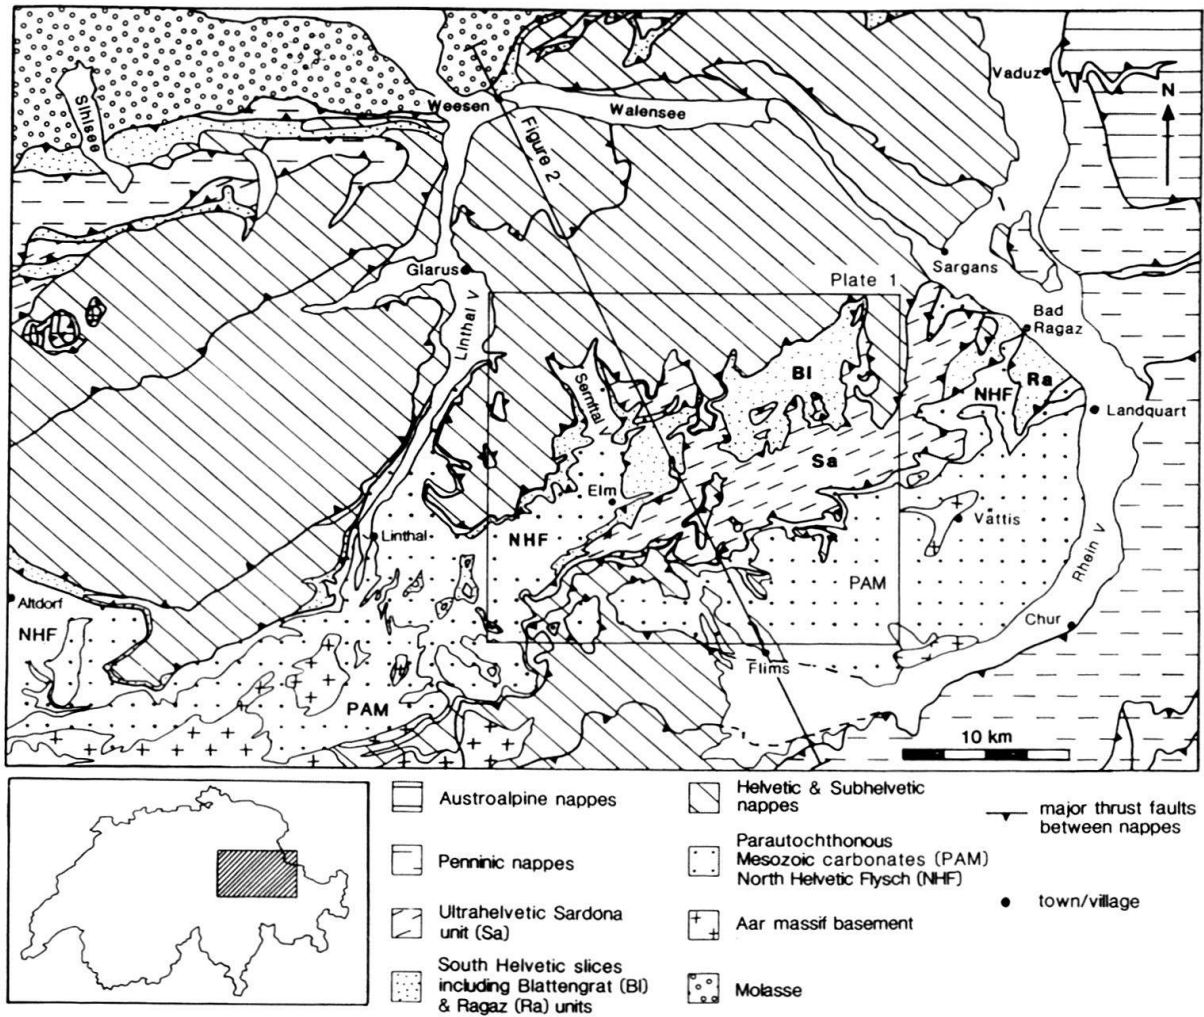 Vaduz
N
Sihlsee
Weesen
Walensee
Figure 2
Glarus
Sargans
Plate 1
Linthal V
Bad
Ragaz
Bl
Ra
NHF
Sernftal
Landquart
Sa
Elm
Vättis
Linthal
NHF
PAM
Rhein V
Altdorf
NHF
Chur
Flims
PAM
10 km
Austroalpine nappes
Penninic nappes
Ultrahelvetic Sardona
unit (Sa)
South Helvetic slices
including Blattengrat (Bl)
& Ragaz (Ra) units
Helvetic & Subhelvetic
nappes
Parautochthonous
Mesozoic carbonates (PAM)
North Helvetic Flysch (NHF)
Aar massif basement
Molasse
major thrust faults
between nappes
town/village